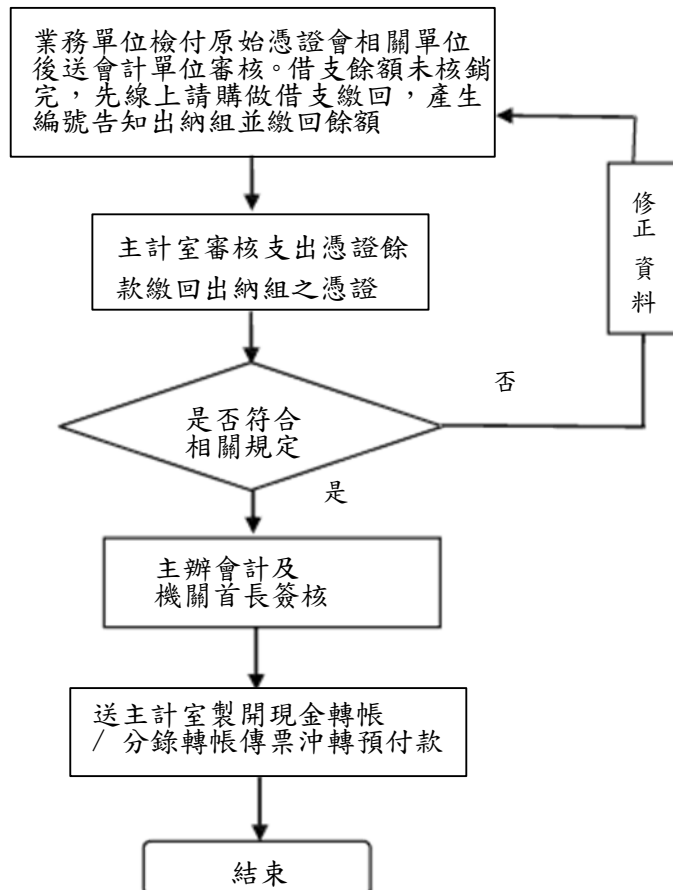 業務單位檢付原始憑證會相關單位
後送會計單位審核。借支餘額未核銷
完,先線上請購做借支繳回,產生
編號告知出納組並繳回餘額
主計室審核支出憑證餘
款繳回出納組之憑證
修正 資料
是否符合
相關規定
否
是
主辦會計及
機關首長簽核
送主計室製開現金轉帳
/ 分錄轉帳傳票沖轉預付款
結束